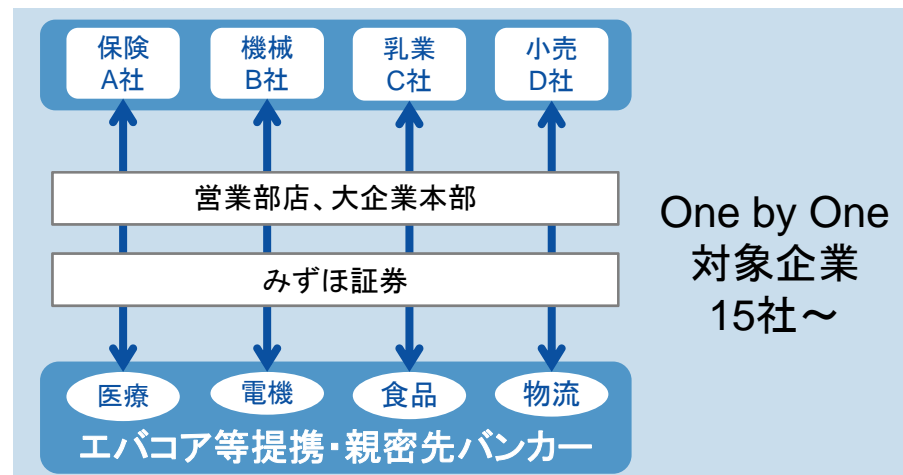 保険
A社
機械
B社
乳業
C社
小売
D社
営業部店、大企業本部
みずほ証券
One by One
対象企業
15社～
医療
電機
食品
物流
エバコア等提携・親密先バンカー